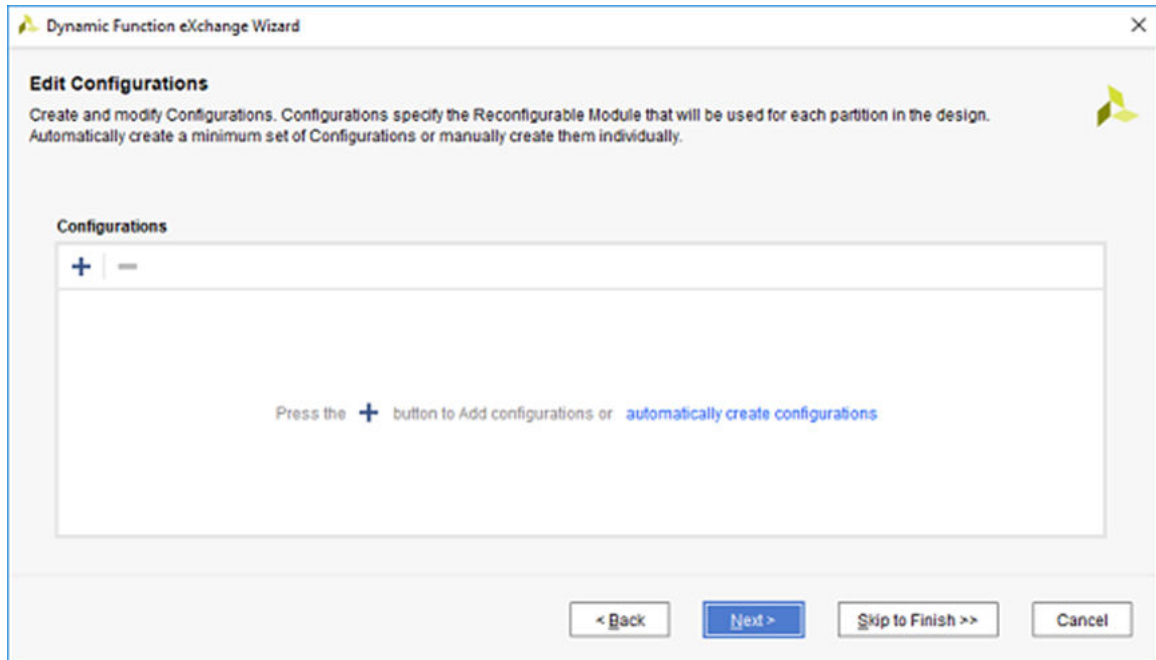 Dynamic Function eXchange Wizard
Edit Configurations
Create and modify Configurations. Configurations specify the Reconfigurable Module that will be used for each partition in the design.
Automatically create a minimum set of Configurations or manually create them individually.
Configurations
Press the + button to Add configurations or automatically create configurations
< Back Next > Skip to Finish >> Cancel